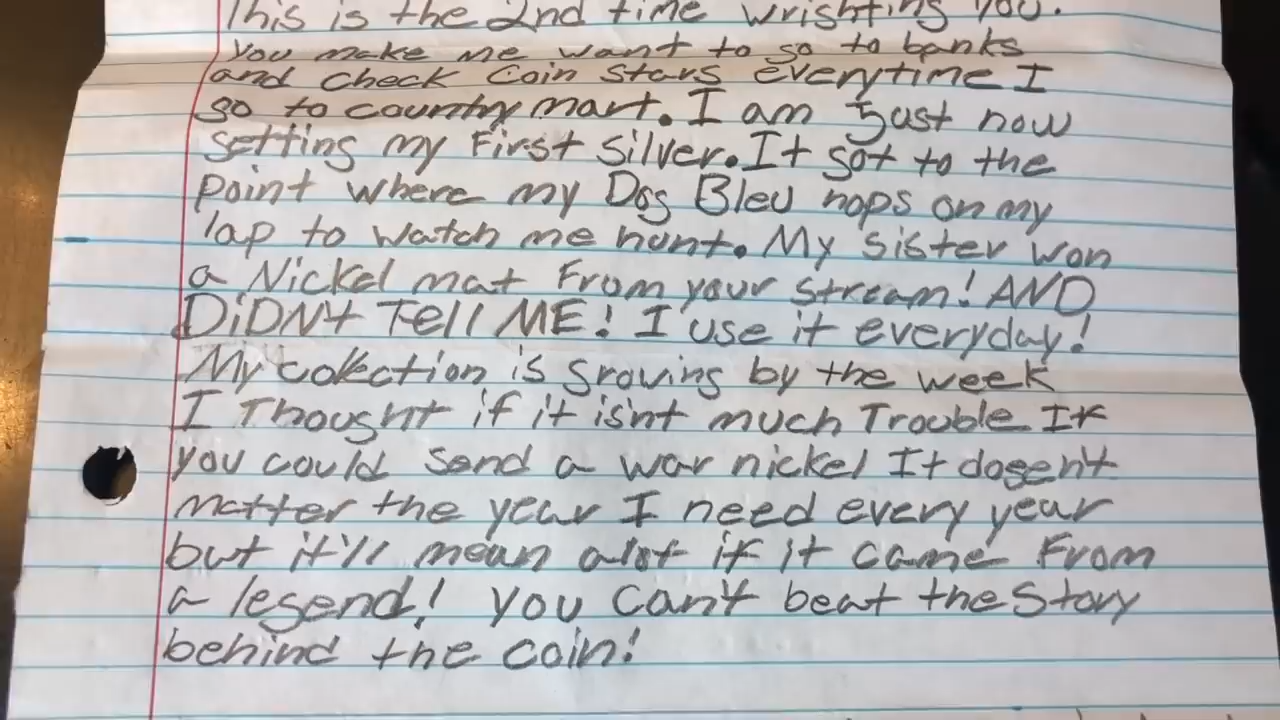 This is the 2nd time wrighting you.
You make me want to go to banks
and check Coin Stars everytime I
go to country mart. I am Just now
getting my First Silver. It got to the
point where my Dog Bleu nops on my
lap to watch me hunt. My sister won
a Nickel mat From your stream! AND
DiDN't Tell ME! I use it everyday!
My collection is Growing by the week
I Thought if it isn't much Trouble If
you could send a war nickel It dosen't
matter the year I need every year
but it'll mean alot if it came From
a legend! You can't beat the Story
behind the coin!